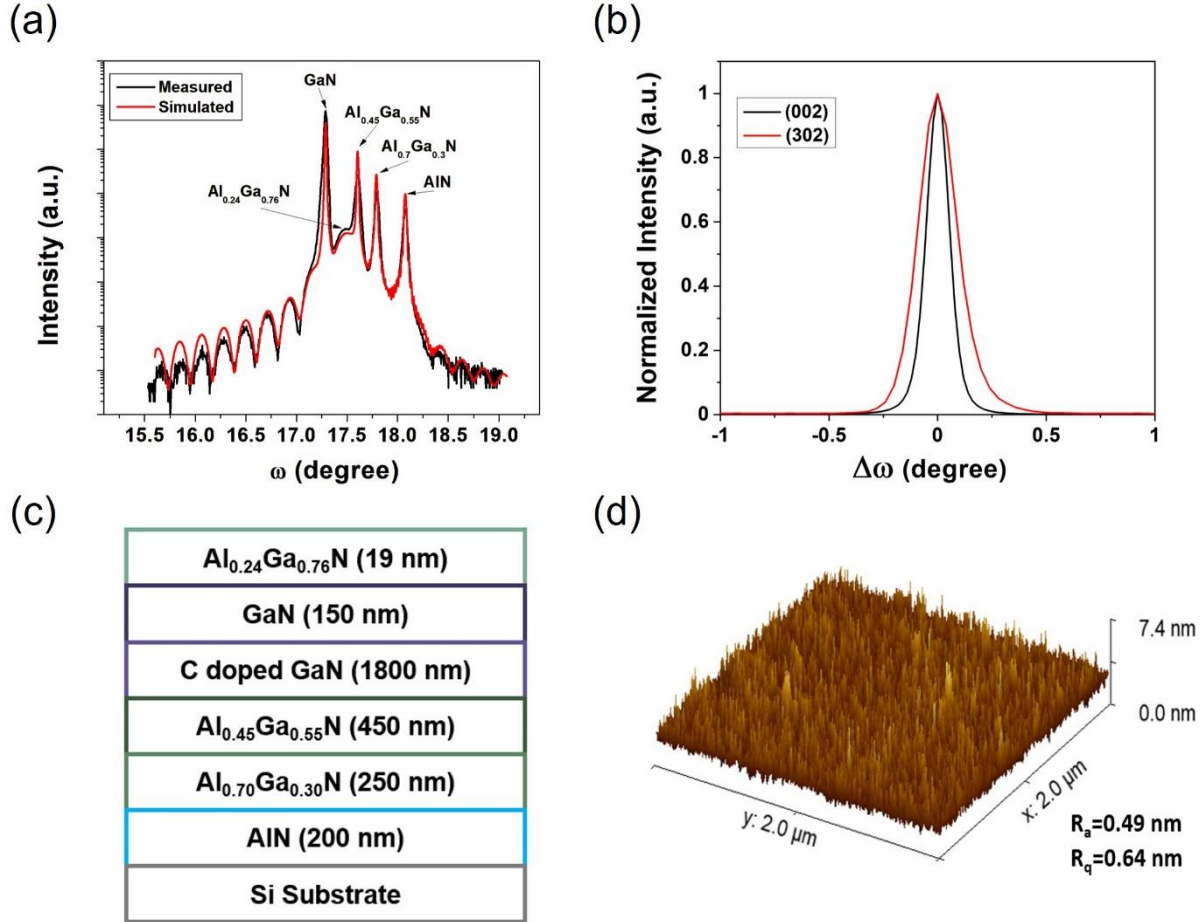 (a)
Measured
Simulated
GaN
Al0.45Ga0.55N
Al0.7Ga0.3N
AlN
Al0.24Ga0.76N
Intensity (a.u.)
15.5 16.0 16.5 17.0 17.5 18.0 18.5 19.0
ω (degree)
(b)
(002)
(302)
Normalized Intensity (a.u.)
1
0.8
0.6
0.4
0.2
0
-1 -0.5 0 0.5 1
Δω (degree)
(c)
Al0.24Ga0.76N (19 nm)
GaN (150 nm)
C doped GaN (1800 nm)
Al0.45Ga0.55N (450 nm)
Al0.70Ga0.30N (250 nm)
AlN (200 nm)
Si Substrate
(d)
7.4 nm
0.0 nm
x: 2.0 µm
y: 2.0 µm
Ra=0.49 nm
Rq=0.64 nm